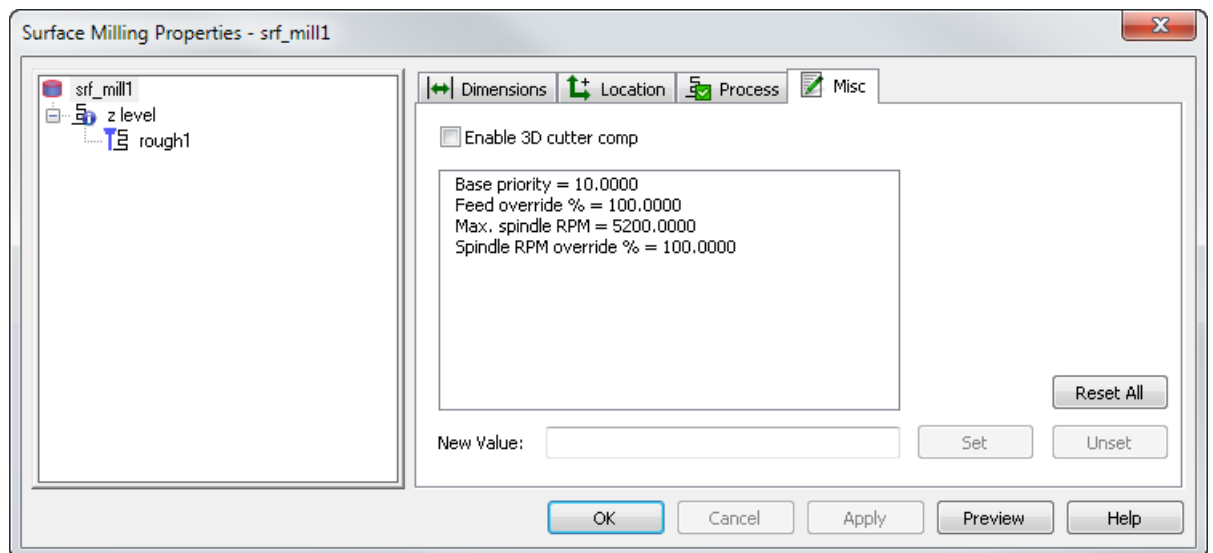 Surface Milling Properties - srf_mill1
srf_mill1
z level
rough1
Dimensions Location Process Misc
Enable 3D cutter comp
Base priority = 10.0000
Feed override % = 100.0000
Max. spindle RPM = 5200.0000
Spindle RPM override % = 100.0000
Reset All
New Value: Set Unset
OK Cancel Apply Preview Help